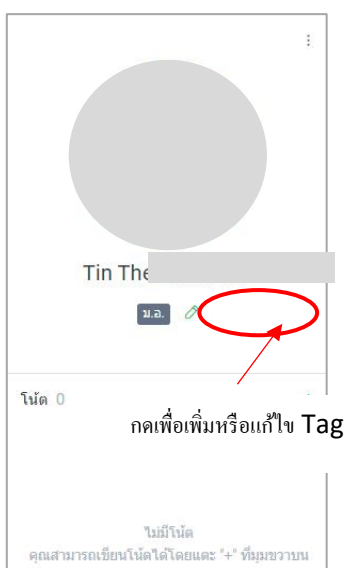 Tin The
ม.อ.
โน้ต 0
กดเพื่อเพิ่มหรือแก้ไข Tag
ไม่มีโน้ต
คุณสามารถเขียนโน้ตได้โดยแตะ "+" ที่มุมขวาบน